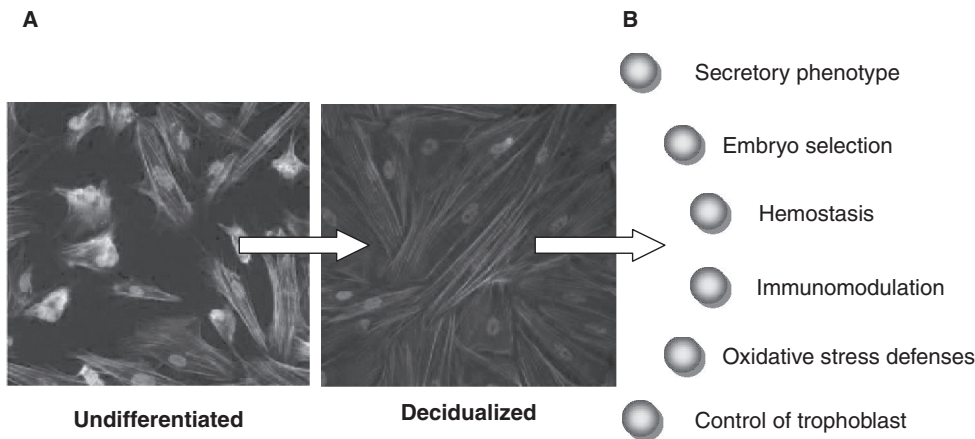 A
B
Secretory phenotype
Embryo selection
Hemostasis
Immunomodulation
Oxidative stress defenses
Control of trophoblast
Undifferentiated
Decidualized